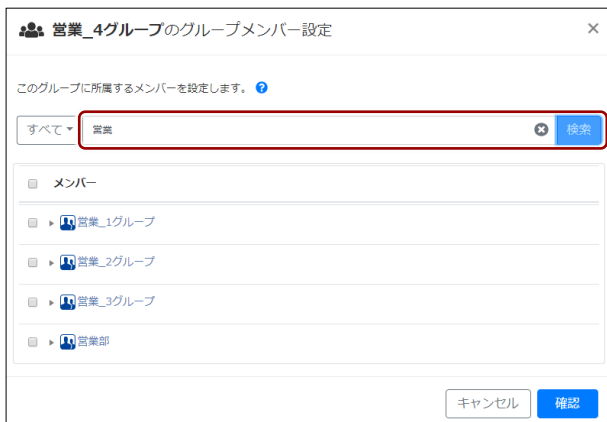 営業_4グループのグループメンバー設定
このグループに所属するメンバーを設定します。
すべて 営業 検索
メンバー
営業_1グループ
営業_2グループ
営業_3グループ
営業部
キャンセル 確認